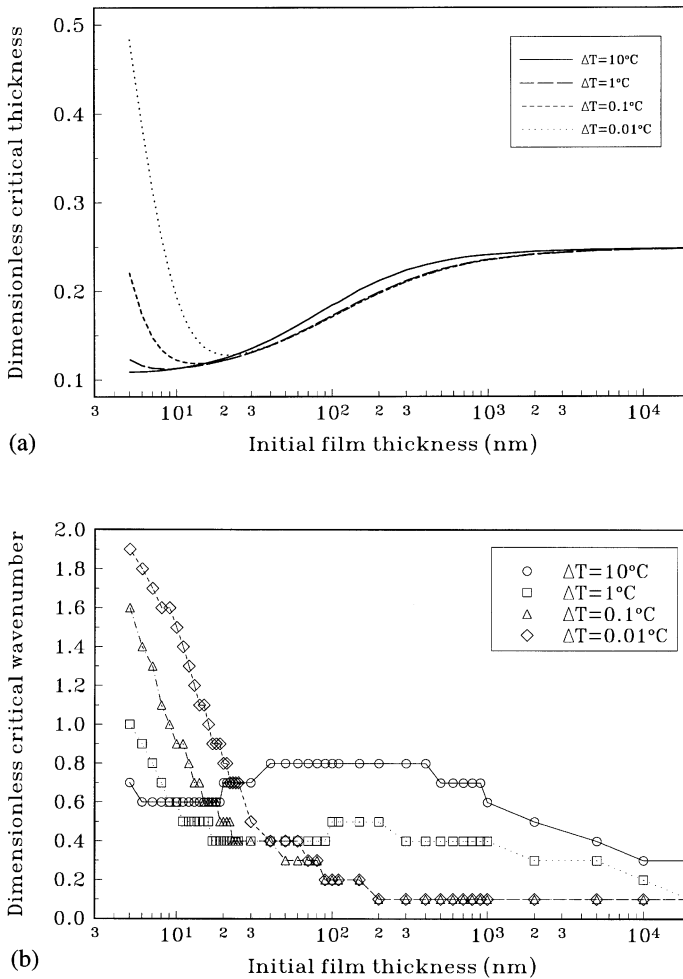 0.5
0.4
0.3
0.2
0.1
Dimensionless critical thickness
ΔT=10°C
ΔT=1°C
ΔT=0.1°C
ΔT=0.01°C
3 10¹ 2 3 10² 2 3 10³ 2 3 10⁴
Initial film thickness (nm)
(a)
2.0
1.8
1.6
1.4
1.2
1.0
0.8
0.6
0.4
0.2
0.0
Dimensionless critical wavenumber
ΔT=10°C
ΔT=1°C
ΔT=0.1°C
ΔT=0.01°C
3 10¹ 2 3 10² 2 3 10³ 2 3 10⁴
Initial film thickness (nm)
(b)